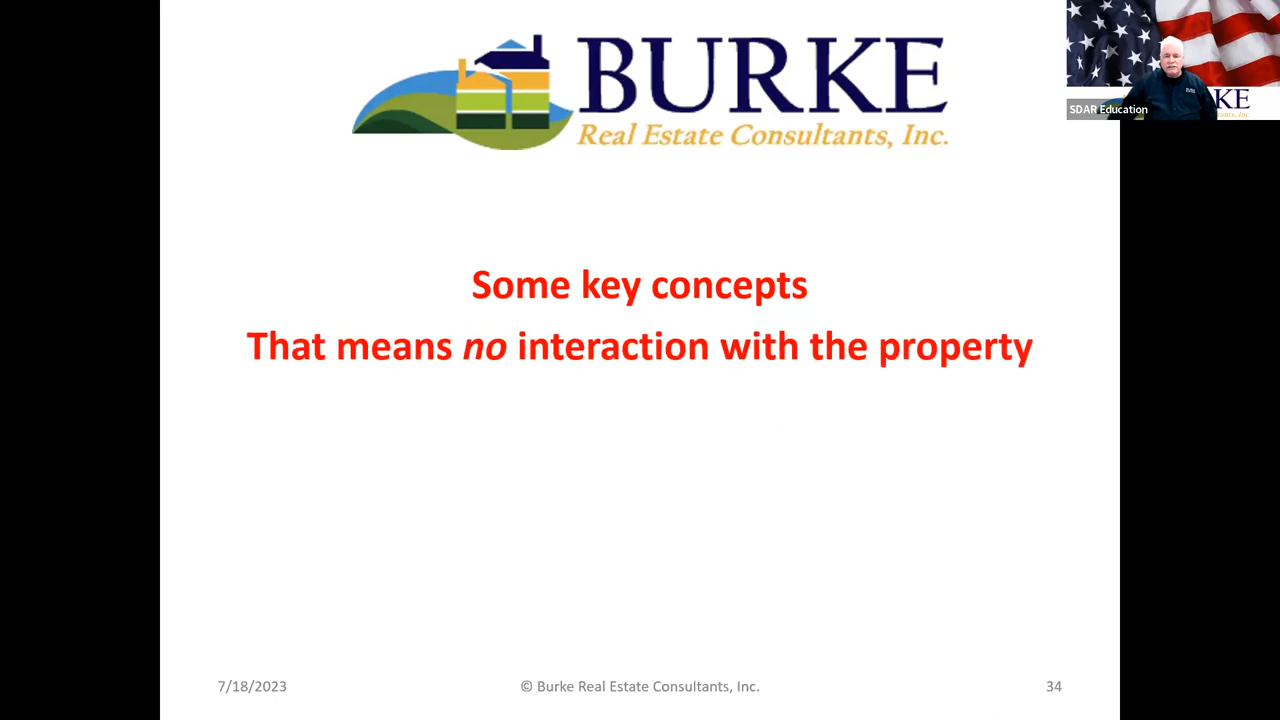 BURKE
Real Estate Consultants, Inc.
SDAR Education
KE
Some key concepts
That means no interaction with the property
7/18/2023
© Burke Real Estate Consultants, Inc.
34